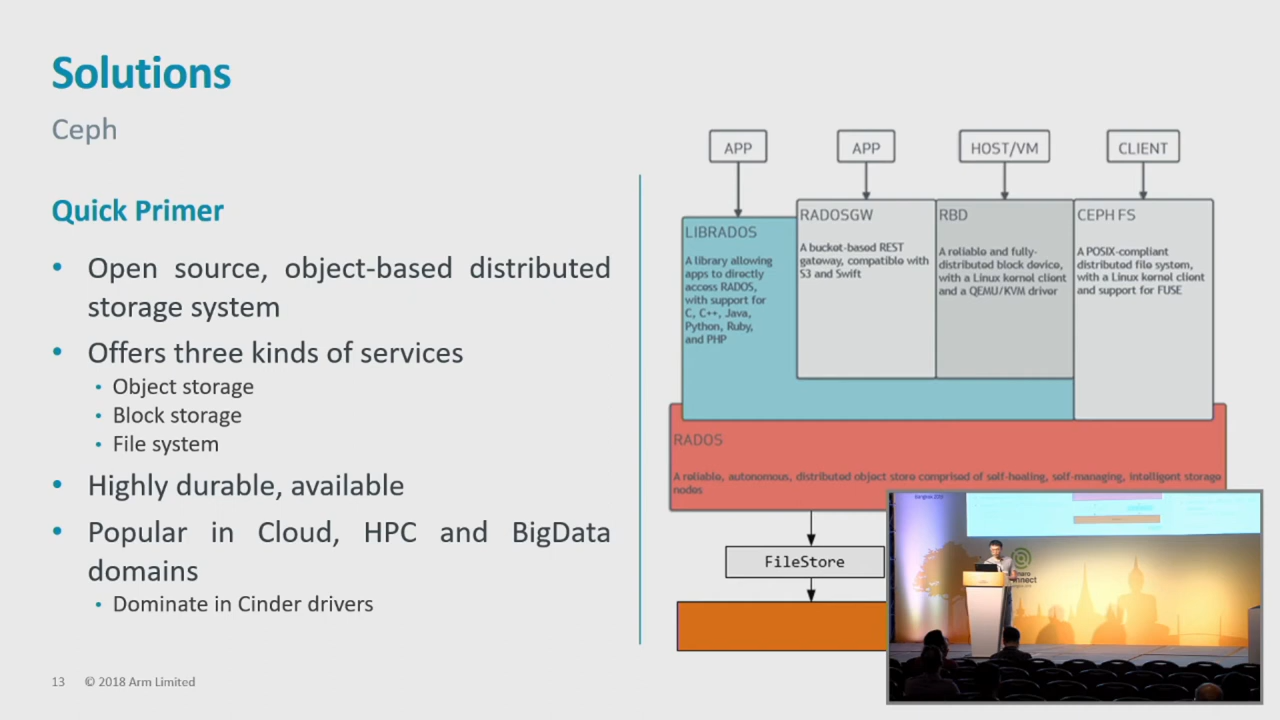 Solutions
Ceph
Quick Primer
• Open source, object-based distributed
storage system
• Offers three kinds of services
• Object storage
• Block storage
• File system
• Highly durable, available
• Popular in Cloud, HPC and BigData
domains
• Dominate in Cinder drivers
13 © 2018 Arm Limited
APP
APP
HOST/VM
CLIENT
LIBRADOS
A library allowing
apps to directly
access RADOS,
with support for
C, C++, Java,
Python, Ruby,
and PHP
RADOSGW
A bucket-based REST
gateway, compatible with
S3 and Swift
RBD
A reliable and fully-
distributed block device,
with a Linux kernel client
and a QEMU/KVM driver
CEPH FS
A POSIX-compliant
distributed file system,
with a Linux kernel client
and support for FUSE
RADOS
A reliable, autonomous, distributed object store comprised of self-healing, self-managing, intelligent storage
nodes
FileStore